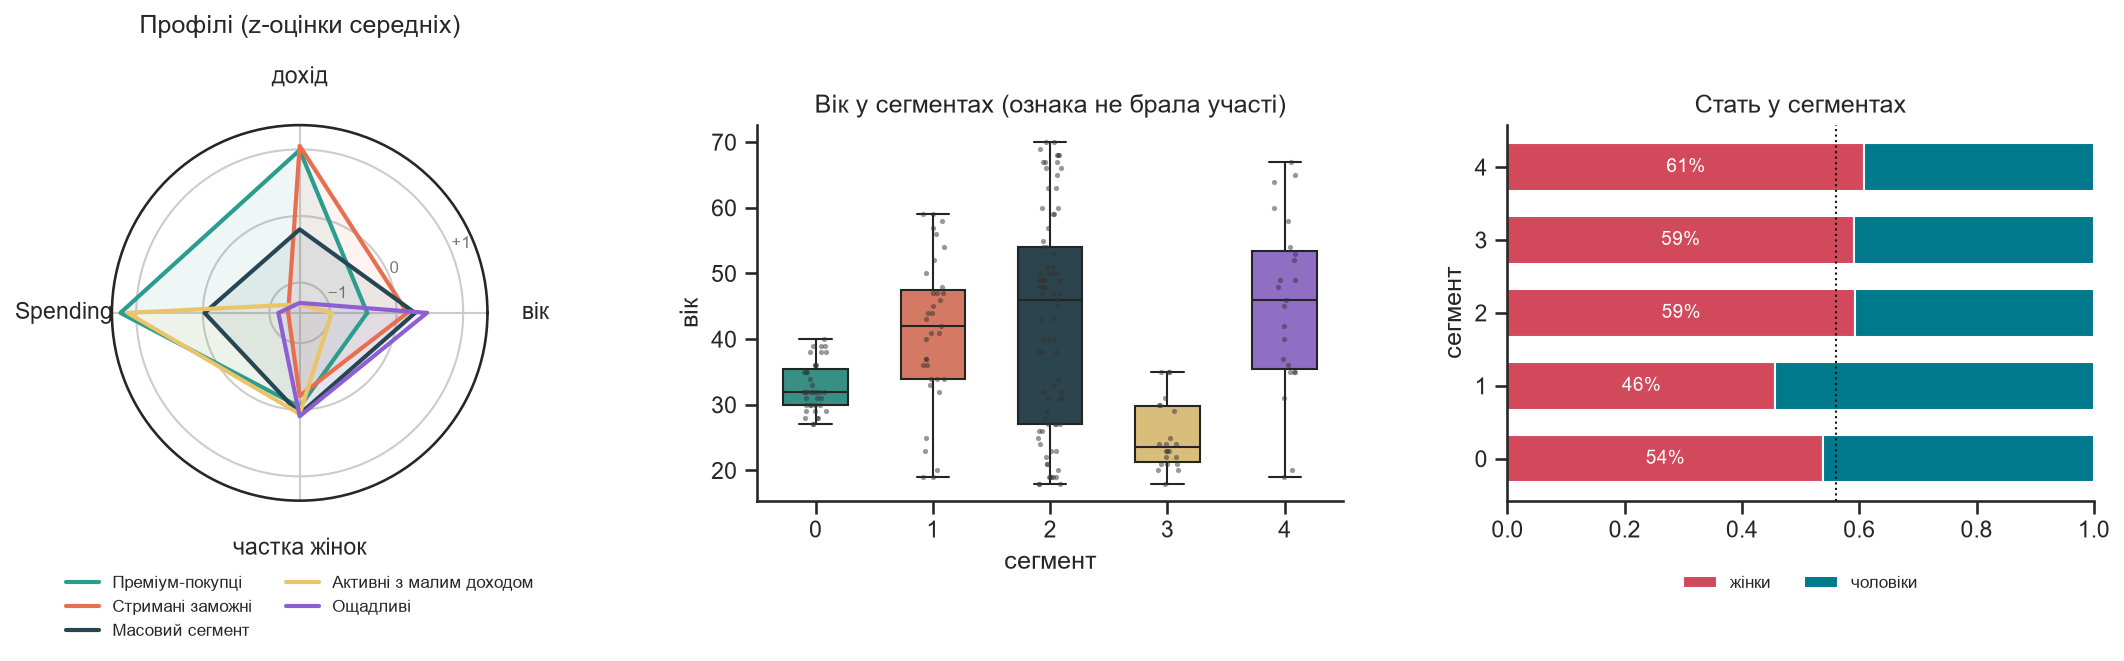 Профілі (z-оцінки середніх)
дохід
+1
0
−1
Spending
вік
частка жінок
Преміум-покупці
Стримані заможні
Масовий сегмент
Активні з малим доходом
Ощадливі
Вік у сегментах (ознака не брала участі)
вік
70
60
50
40
30
20
0 1 2 3 4
сегмент
Стать у сегментах
сегмент
4 61%
3 59%
2 59%
1 46%
0 54%
0.0 0.2 0.4 0.6 0.8 1.0
жінки чоловіки